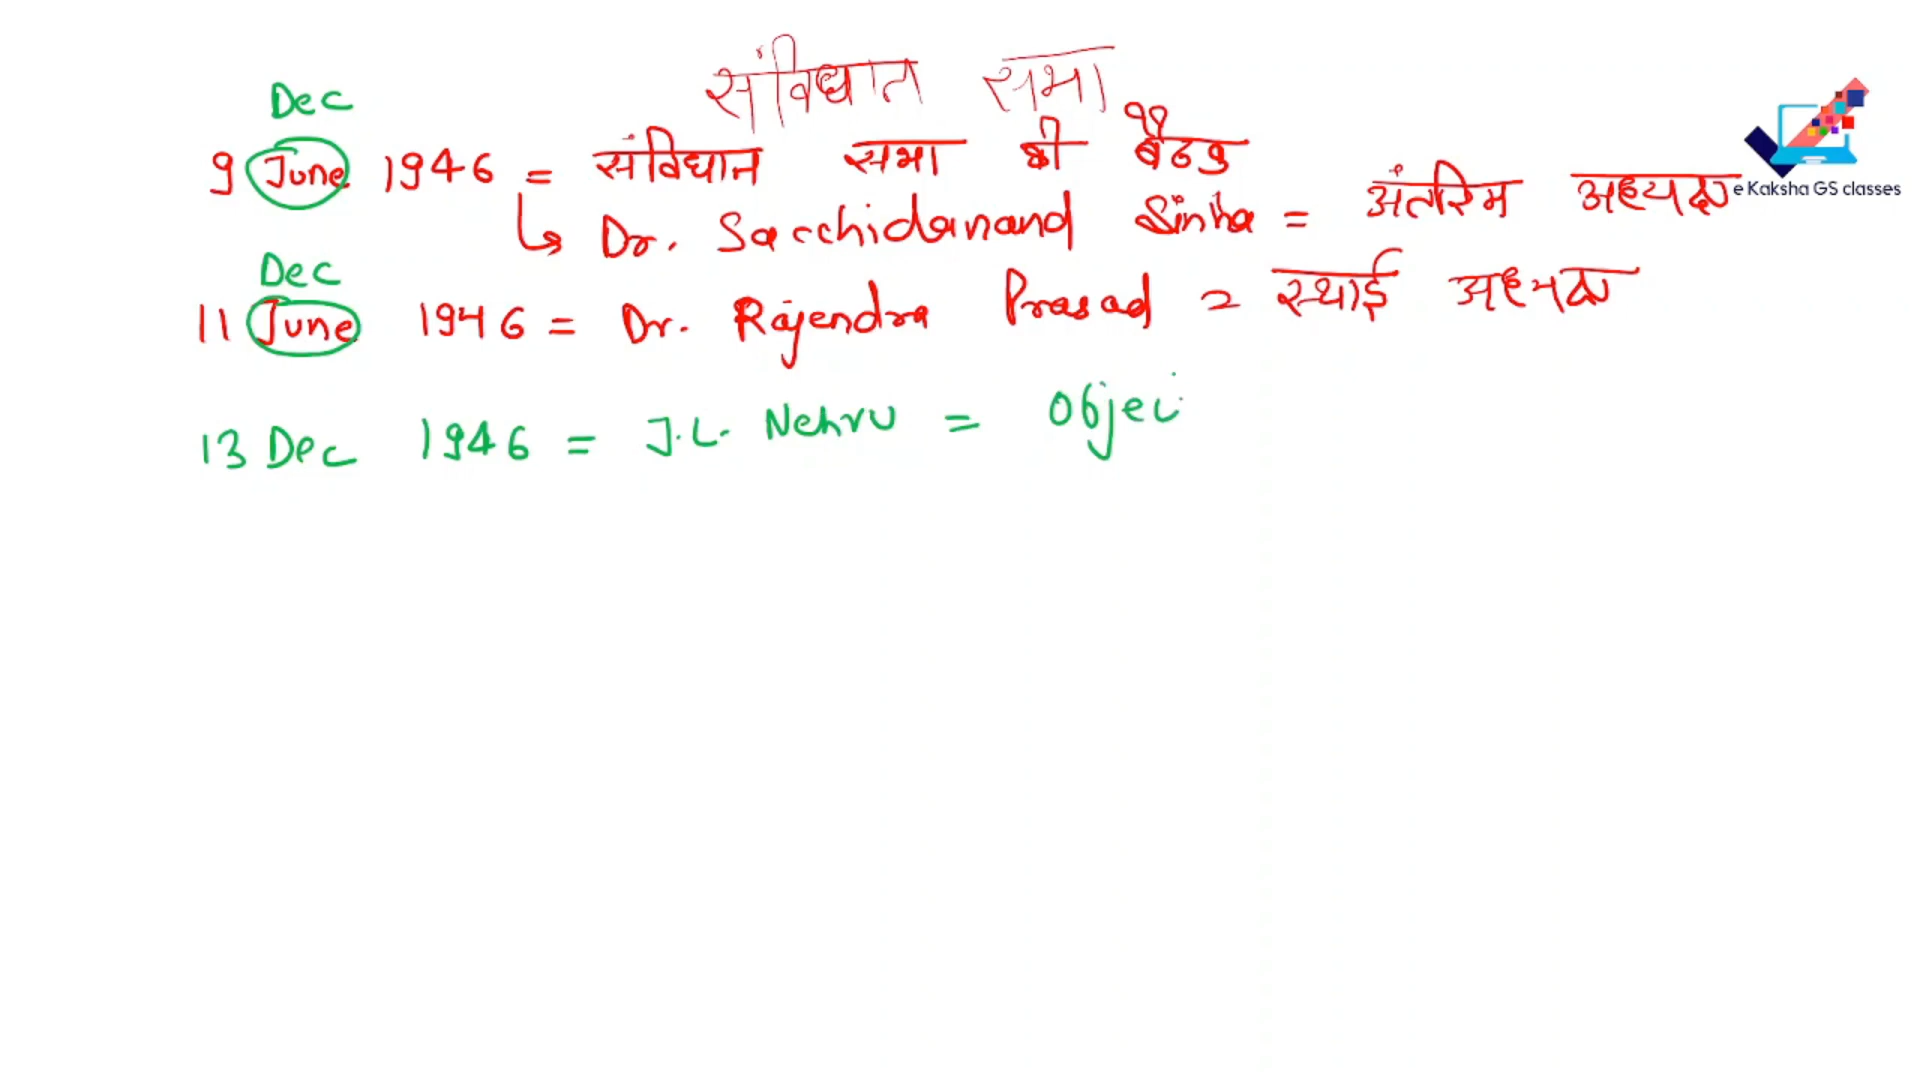 संविधान सभा
Dec
9 June 1946 = संविधान सभा की बैठक
e Kaksha GS classes
↳ Dr. Sacchidanand Sinha = अंतरिम अध्यक्ष
Dec
11 June 1946 = Dr. Rajendra Prasad = स्थाई अध्यक्ष
13 Dec 1946 = J.L. Nehru = Objec